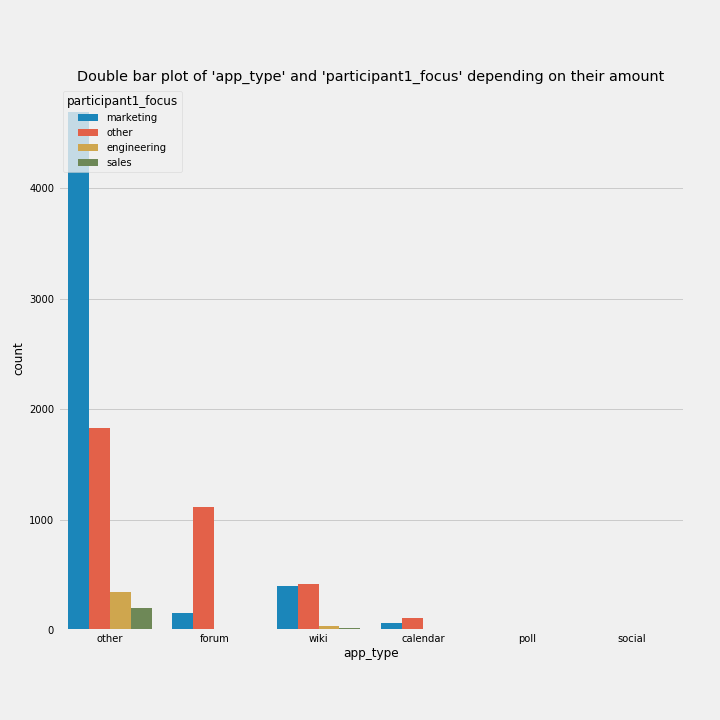 Double bar plot of 'app_type' and 'participant1_focus' depending on their amount
participant1_focus
marketing
other
engineering
sales
4000
3000
2000
1000
0
count
other forum wiki calendar poll social
app_type